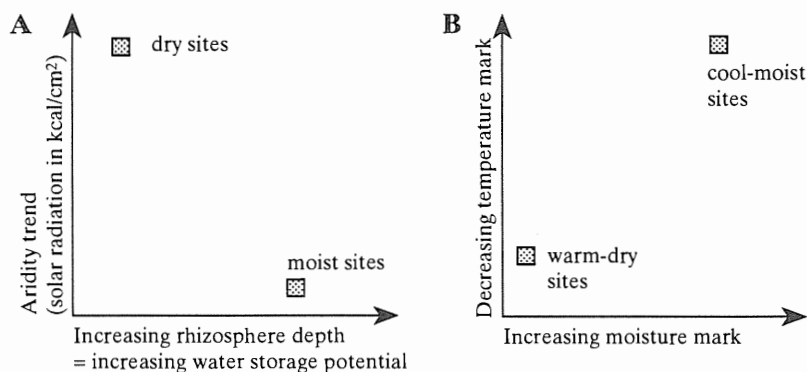 A
dry sites
moist sites
Aridity trend
(solar radiation in kcal/cm²)
Increasing rhizosphere depth
= increasing water storage potential
B
cool-moist
sites
warm-dry
sites
Decreasing temperature mark
Increasing moisture mark